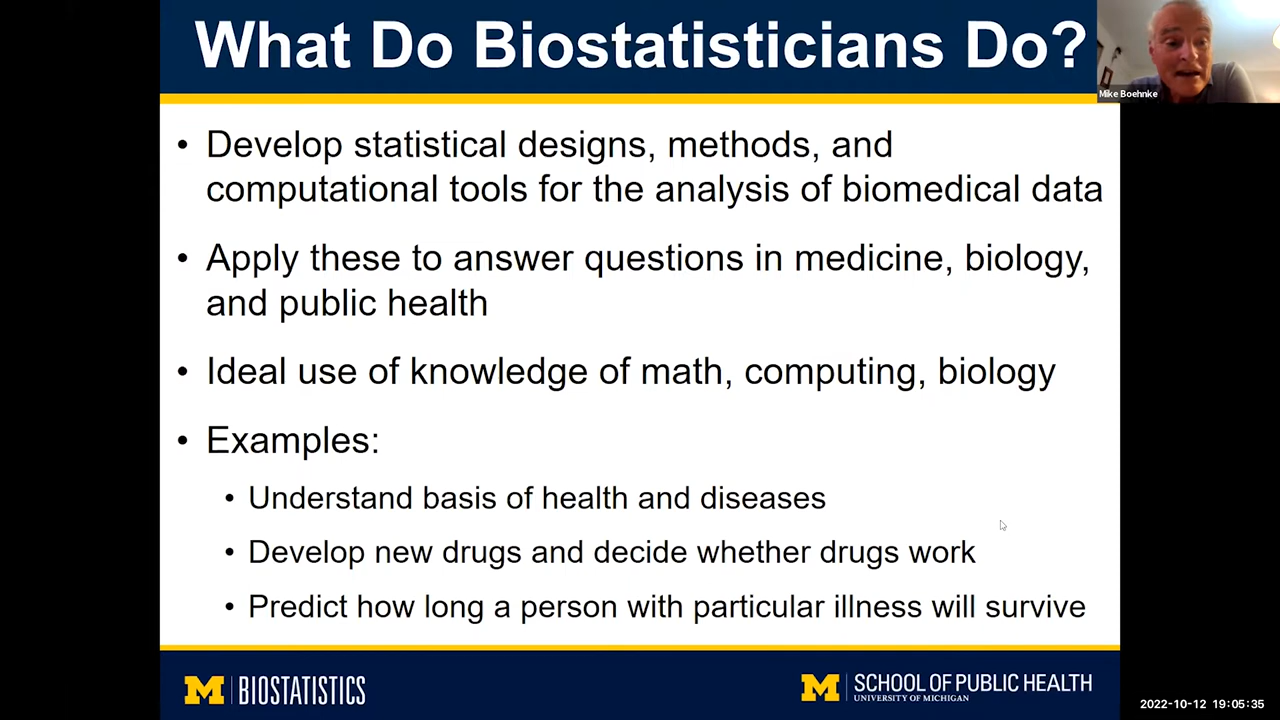 What Do Biostatisticians Do?
Mike Boehnke
• Develop statistical designs, methods, and
computational tools for the analysis of biomedical data
• Apply these to answer questions in medicine, biology,
and public health
• Ideal use of knowledge of math, computing, biology
• Examples:
• Understand basis of health and diseases
• Develop new drugs and decide whether drugs work
• Predict how long a person with particular illness will survive
M BIOSTATISTICS
M SCHOOL OF PUBLIC HEALTH
UNIVERSITY OF MICHIGAN
2022-10-12 19:05:35